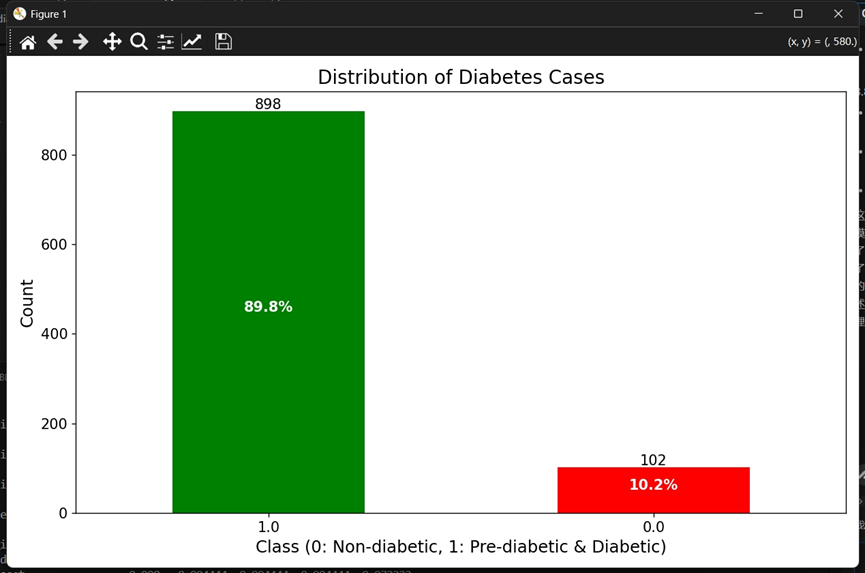 Figure 1
(x, y) = (, 580.)
Distribution of Diabetes Cases
898
800
600
89.8%
Count
400
200
102
10.2%
0
1.0
0.0
Class (0: Non-diabetic, 1: Pre-diabetic & Diabetic)